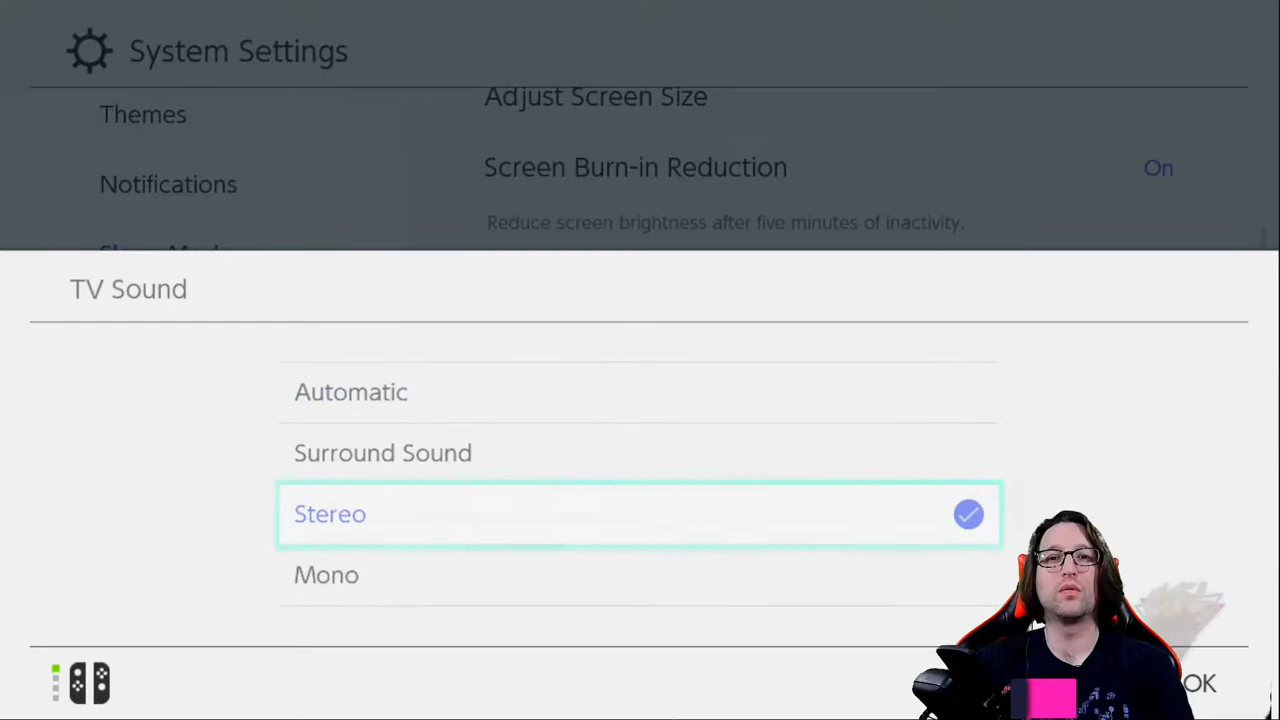 System Settings
Themes
Adjust Screen Size
Screen Burn-in Reduction
On
Notifications
Reduce screen brightness after five minutes of inactivity.
TV Sound
Automatic
Surround Sound
Stereo
Mono
OK